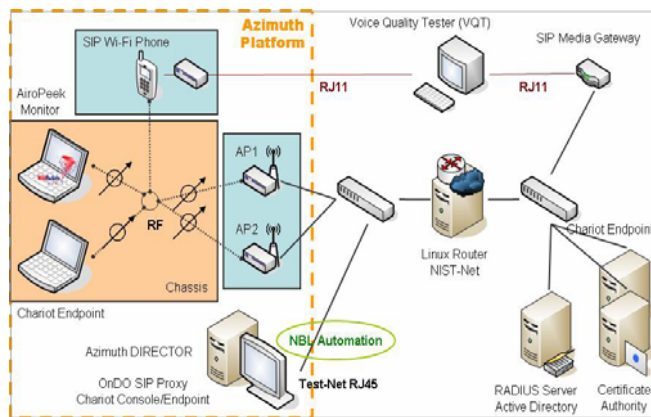 Azimuth
Platform
SIP Wi-Fi Phone
Voice Quality Tester (VQT)
SIP Media Gateway
RJ11
RJ11
AiroPeek
Monitor
AP1
RF
AP2
Chassis
Linux Router
NIST-Net
Chariot Endpoint
Chariot Endpoint
NBL Automation
Azimuth DIRECTOR
OnDO SIP Proxy
Chariot Console/Endpoint
Test-Net RJ45
RADIUS Server
Active Directory
Certificate
Authority